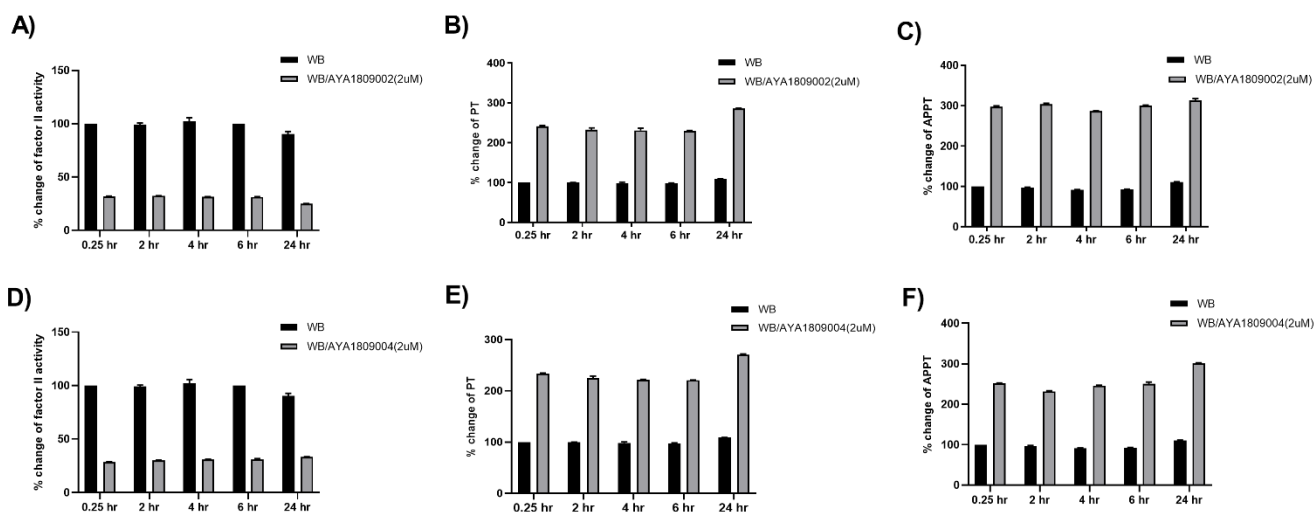 A)
WB
WB/AYA1809002(2uM)
% change of factor II activity
150
100
50
0
0.25 hr 2 hr 4 hr 6 hr 24 hr
B)
WB
WB/AYA1809002(2uM)
% change of PT
400
300
200
100
0
0.25 hr 2 hr 4 hr 6 hr 24 hr
C)
WB
WB/AYA1809002(2uM)
% change of APPT
400
300
200
100
0
0.25 hr 2 hr 4 hr 6 hr 24 hr
D)
WB
WB/AYA1809004(2uM)
% change of factor II activity
150
100
50
0
0.25 hr 2 hr 4 hr 6 hr 24 hr
E)
WB
WB/AYA1809004(2uM)
% change of PT
300
200
100
0
0.25 hr 2 hr 4 hr 6 hr 24 hr
F)
WB
WB/AYA1809004(2uM)
% change of APPT
400
300
200
100
0
0.25 hr 2 hr 4 hr 6 hr 24 hr